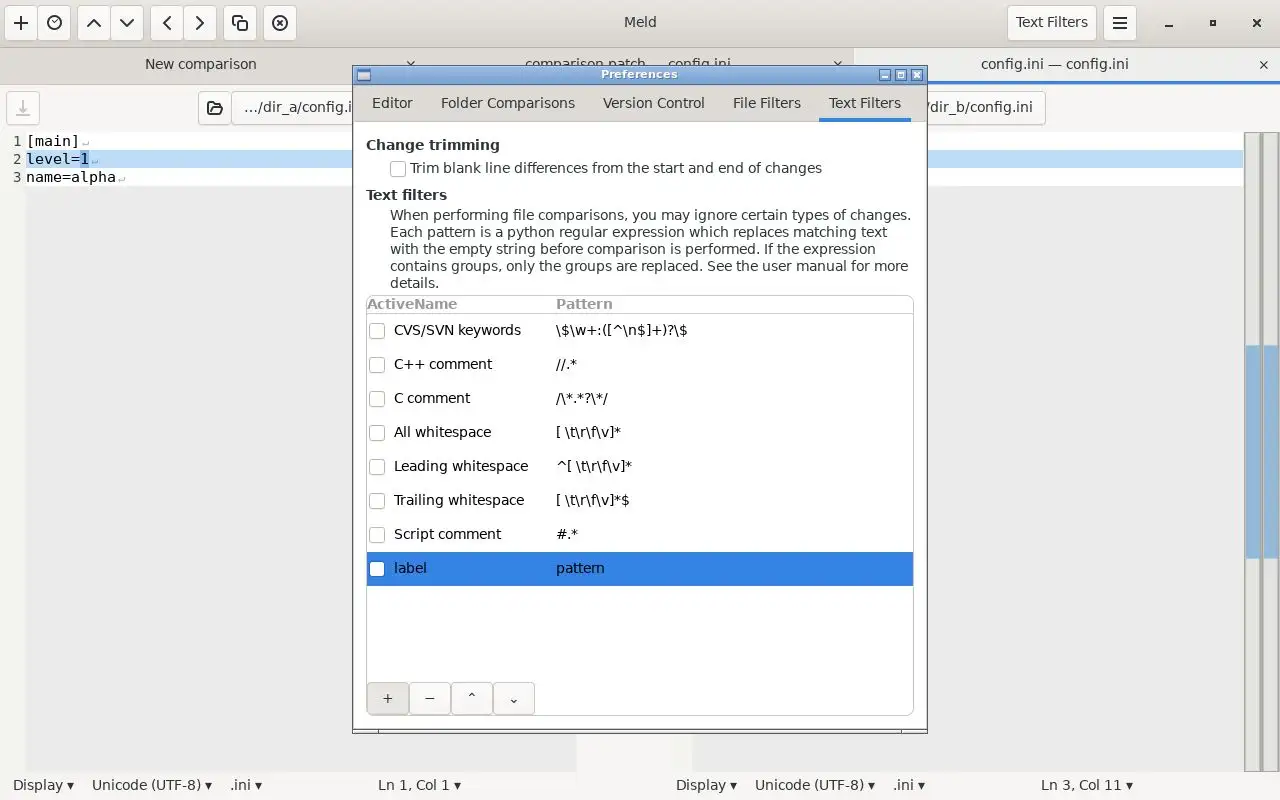 Meld
Text Filters
New comparison
config.ini — config.ini
Preferences
Editor
Folder Comparisons
Version Control
File Filters
Text Filters
.../dir_a/config.i
/dir_b/config.ini
1 [main]
2 level=1
3 name=alpha
Change trimming
Trim blank line differences from the start and end of changes
Text filters
When performing file comparisons, you may ignore certain types of changes.
Each pattern is a python regular expression which replaces matching text
with the empty string before comparison is performed. If the expression
contains groups, only the groups are replaced. See the user manual for more
details.
Active Name Pattern
CVS/SVN keywords \$\w+:([^\n$]+)?\$
C++ comment //.*
C comment /\*.*?\*/
All whitespace [ \t\r\f\v]*
Leading whitespace ^[ \t\r\f\v]*
Trailing whitespace [ \t\r\f\v]*$
Script comment #.*
label pattern
Display Unicode (UTF-8) .ini Ln 1, Col 1
Display Unicode (UTF-8) .ini Ln 3, Col 11